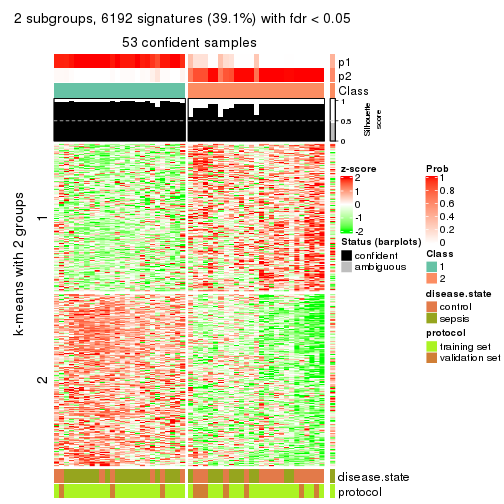 2 subgroups, 6192 signatures (39.1%) with fdr < 0.05
53 confident samples
p1
p2
Class
1
0.5
0
Silhouette
score
k-means with 2 groups
1
2
z-score
2
1
0
-1
-2
Status (barplots)
confident
ambiguous
Prob
1
0.8
0.6
0.4
0.2
0
Class
1
2
disease.state
control
sepsis
protocol
training set
validation set
disease.state
protocol